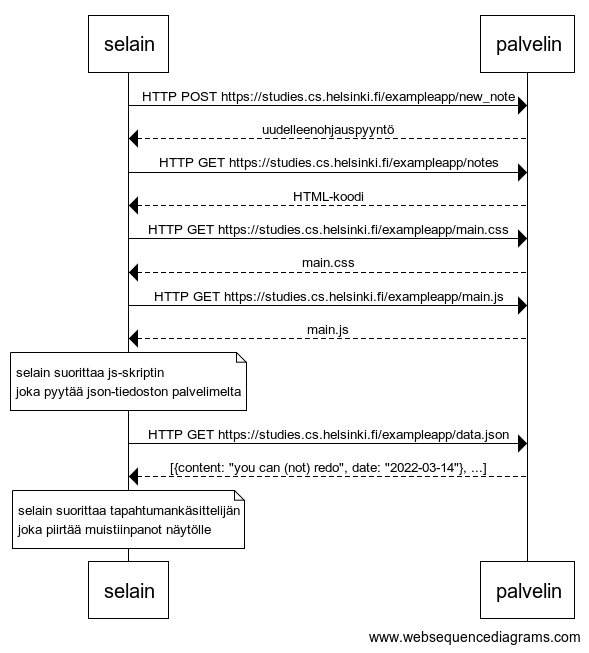 selain palvelin
HTTP POST https://studies.cs.helsinki.fi/exampleapp/new_note
uudelleenohjauspyyntö
HTTP GET https://studies.cs.helsinki.fi/exampleapp/notes
HTML-koodi
HTTP GET https://studies.cs.helsinki.fi/exampleapp/main.css
main.css
HTTP GET https://studies.cs.helsinki.fi/exampleapp/main.js
main.js
selain suorittaa js-skriptin
joka pyytää json-tiedoston palvelimelta
HTTP GET https://studies.cs.helsinki.fi/exampleapp/data.json
[{content: "you can (not) redo", date: "2022-03-14"}, ...]
selain suorittaa tapahtumankäsittelijän
joka piirtää muistiinpanot näytölle
selain palvelin
www.websequencediagrams.com